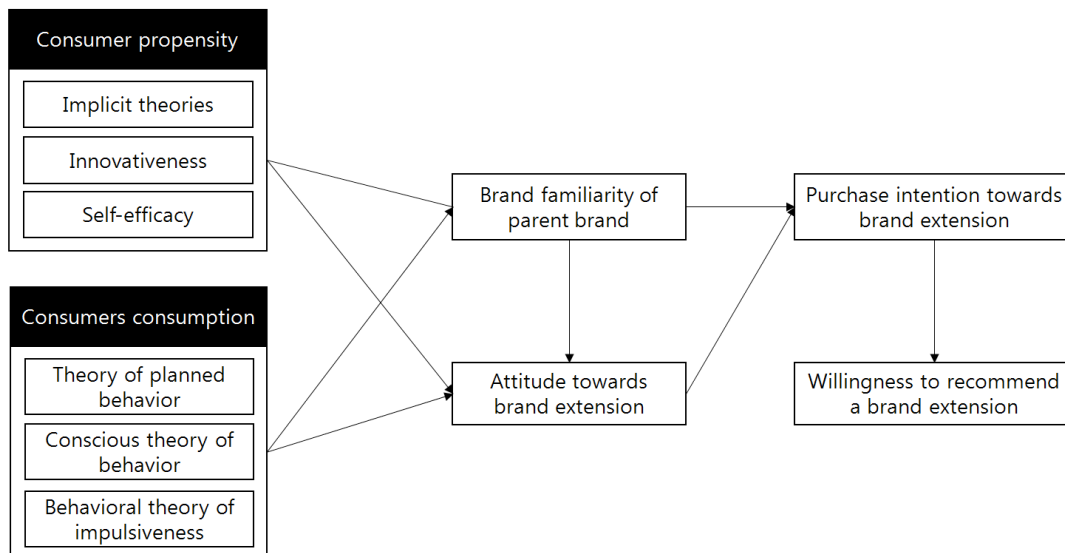 Consumer propensity
Implicit theories
Innovativeness
Self-efficacy
Consumers consumption
Theory of planned
behavior
Conscious theory of
behavior
Behavioral theory of
impulsiveness
Brand familiarity of
parent brand
Attitude towards
brand extension
Purchase intention towards
brand extension
Willingness to recommend
a brand extension